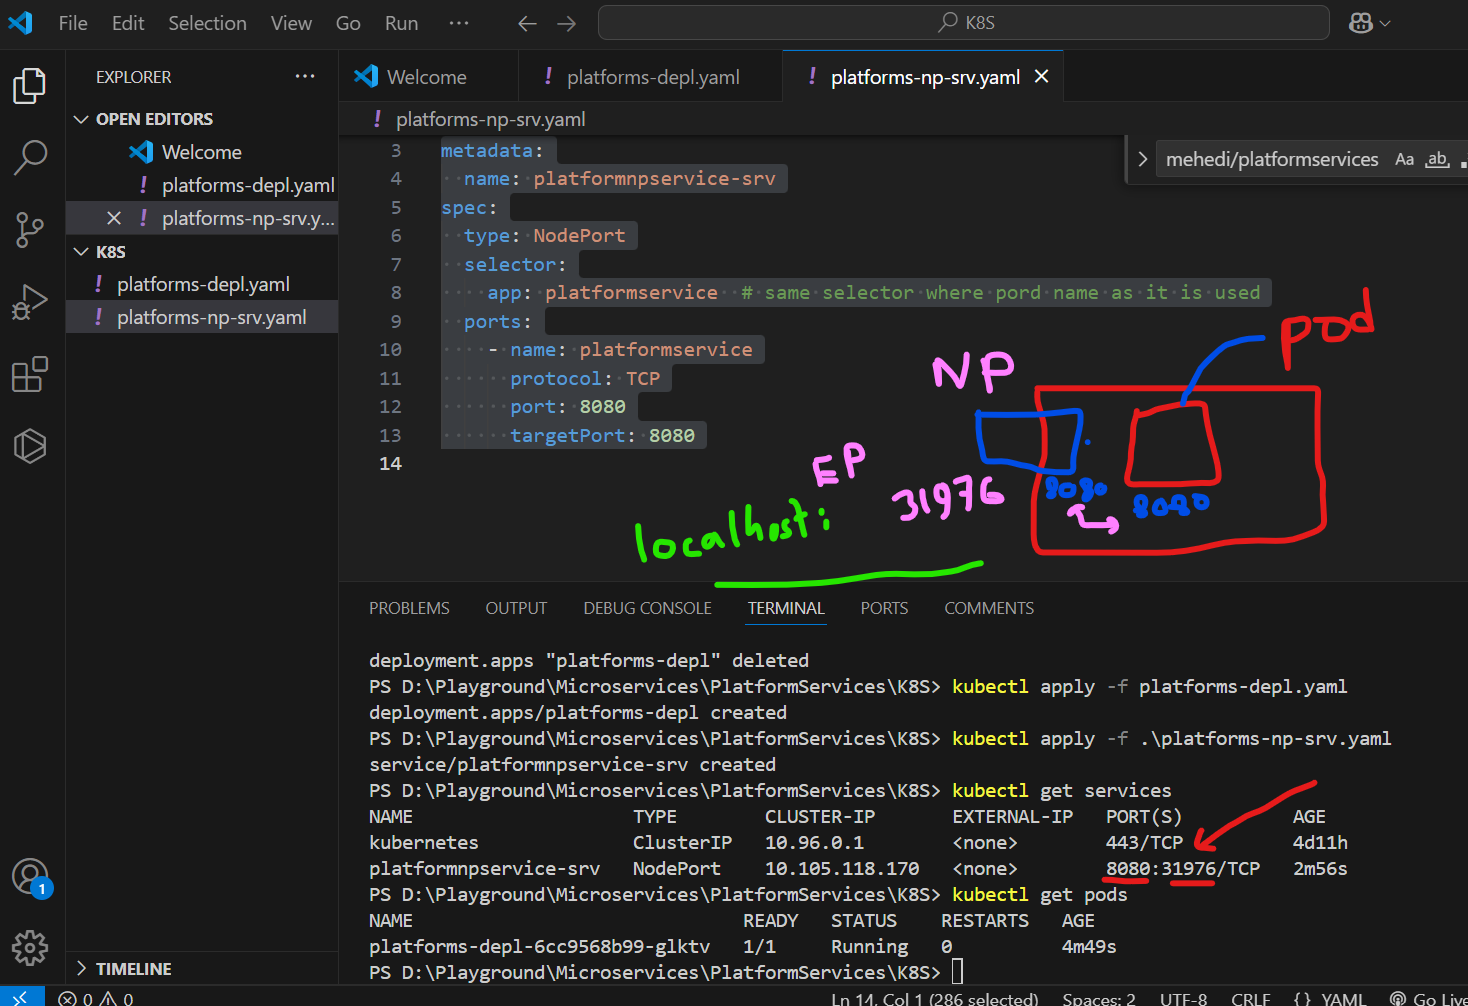 File Edit Selection View Go Run ···
K8S
EXPLORER ···
OPEN EDITORS
Welcome
platforms-depl.yaml
platforms-np-srv.y...
K8S
platforms-depl.yaml
platforms-np-srv.yaml
TIMELINE
1
Welcome
! platforms-depl.yaml
! platforms-np-srv.yaml
! platforms-np-srv.yaml
mehedi/platformservices Aa ab
3 metadata:
4 name: platformnpservice-srv
5 spec:
6 type: NodePort
7 selector:
8 app: platformservice # same selector where pord name as it is used
9 ports:
10 - name: platformservice
11 protocol: TCP
12 port: 8080
13 targetPort: 8080
14
pod
NP
EP
31976
8080
8080
localhost:
PROBLEMS OUTPUT DEBUG CONSOLE TERMINAL PORTS COMMENTS
deployment.apps "platforms-depl" deleted
PS D:\Playground\Microservices\PlatformServices\K8S> kubectl apply -f platforms-depl.yaml
deployment.apps/platforms-depl created
PS D:\Playground\Microservices\PlatformServices\K8S> kubectl apply -f .\platforms-np-srv.yaml
service/platformnpservice-srv created
PS D:\Playground\Microservices\PlatformServices\K8S> kubectl get services
NAME TYPE CLUSTER-IP EXTERNAL-IP PORT(S) AGE
kubernetes ClusterIP 10.96.0.1 <none> 443/TCP 4d11h
platformnpservice-srv NodePort 10.105.118.170 <none> 8080:31976/TCP 2m56s
PS D:\Playground\Microservices\PlatformServices\K8S> kubectl get pods
NAME READY STATUS RESTARTS AGE
platforms-depl-6cc9568b99-glktv 1/1 Running 0 4m49s
PS D:\Playground\Microservices\PlatformServices\K8S>
0 0 Ln 14, Col 1 (286 selected) Spaces: 2 UTF-8 CRLF {} YAML Go Live